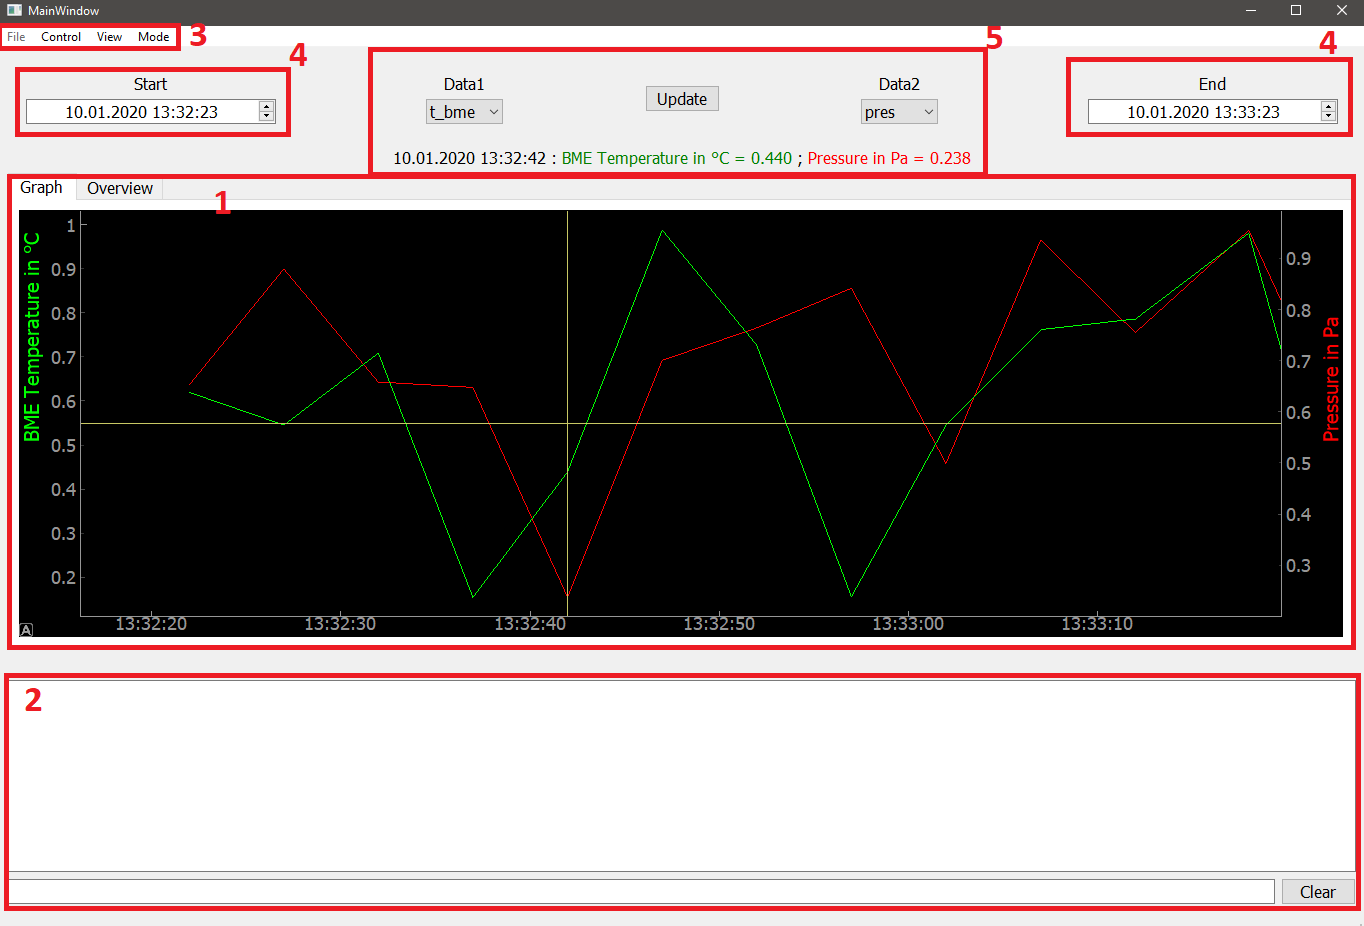 MainWindow
File Control View Mode 3
4 5 4
Start Data1 Update Data2 End
10.01.2020 13:32:23 t_bme pres 10.01.2020 13:33:23
10.01.2020 13:32:42 : BME Temperature in °C = 0.440 ; Pressure in Pa = 0.238
Graph Overview
1
BME Temperature in °C
1
0.9
0.8
0.7
0.6
0.5
0.4
0.3
0.2
0.9
0.8
0.7
0.6
0.5
0.4
0.3
Pressure in Pa
A
13:32:20 13:32:30 13:32:40 13:32:50 13:33:00 13:33:10
2
Clear